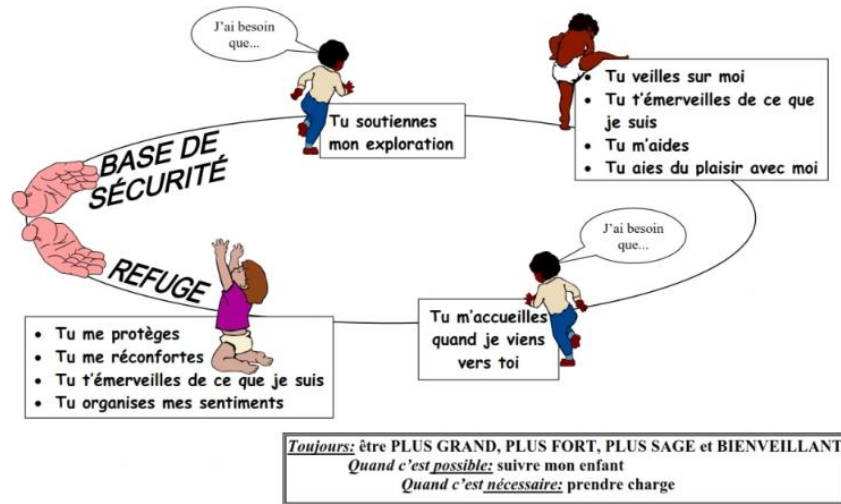 J'ai besoin
que...
Tu soutiennes
mon exploration
• Tu veilles sur moi
• Tu t'émerveilles de ce que
je suis
• Tu m'aides
• Tu aies du plaisir avec moi
BASE DE
SÉCURITÉ
J'ai besoin
que...
Tu m'accueilles
quand je viens
vers toi
REFUGE
• Tu me protèges
• Tu me réconfortes
• Tu t'émerveilles de ce que je suis
• Tu organises mes sentiments
Toujours: être PLUS GRAND, PLUS FORT, PLUS SAGE et BIENVEILLANT
Quand c'est possible: suivre mon enfant
Quand c'est nécessaire: prendre charge